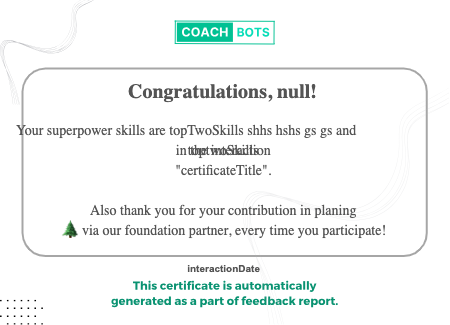 COACH BOTS
Congratulations, null!
Your superpower skills are topTwoSkills shhs hshs gs gs and
in the interaction
toptwoSkills
"certificateTitle".
Also thank you for your contribution in planing
via our foundation partner, every time you participate!
interactionDate
This certificate is automatically
generated as a part of feedback report.